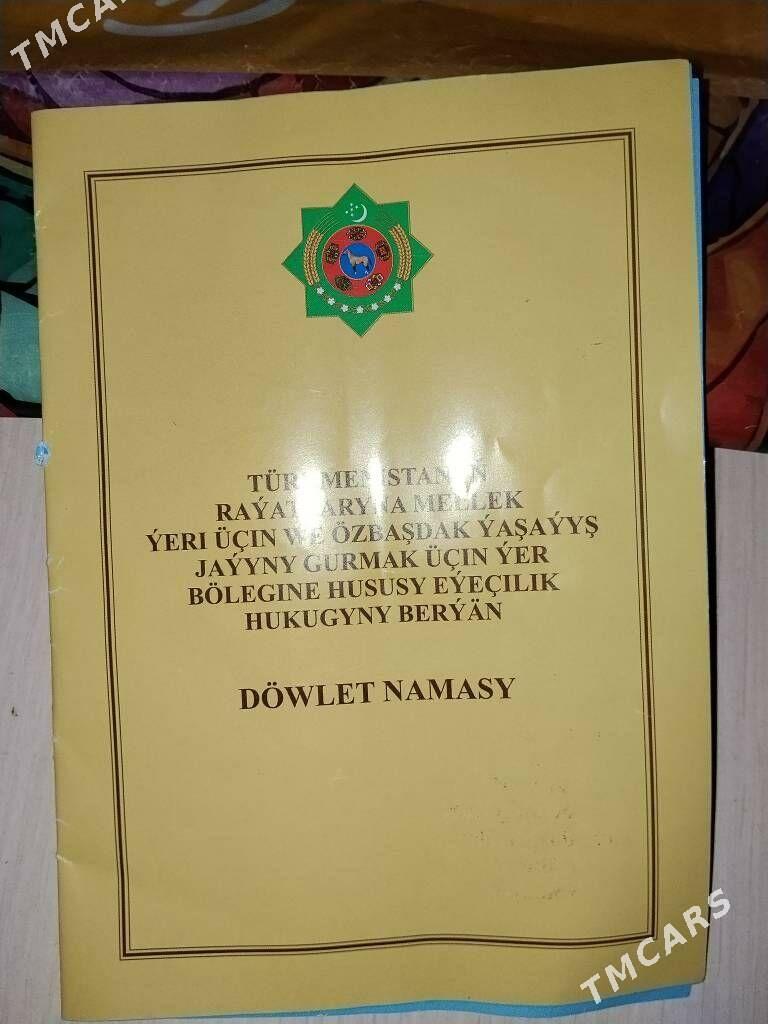 TMCARS
RAÝATLARYNA MELLEK
ÝERI ÜÇIN WE ÖZBAŞDAK ÝAŞAÝYŞ
JAÝYNY GURMAK ÜÇIN ÝER
BÖLEGINE HUSUSY EÝEÇILIK
HUKUGYNY BERÝÄN
DÖWLET NAMASY
TMCARS